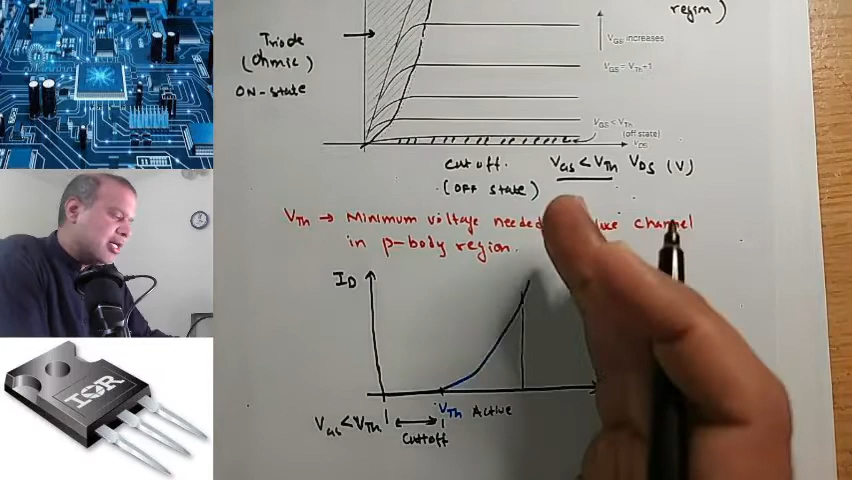 regim)
Triode
(ohmic)
ON-state
VGS increases
VGS = VTh+1
VGS < VTh
(off state)
VDS
cut off.
(OFF state)
VGS < VTh VDS (V)
VTh → Minimum voltage needed channel
in p-body region.
ID
VTh Active
VGS < VTh
Cuttoff
IOR